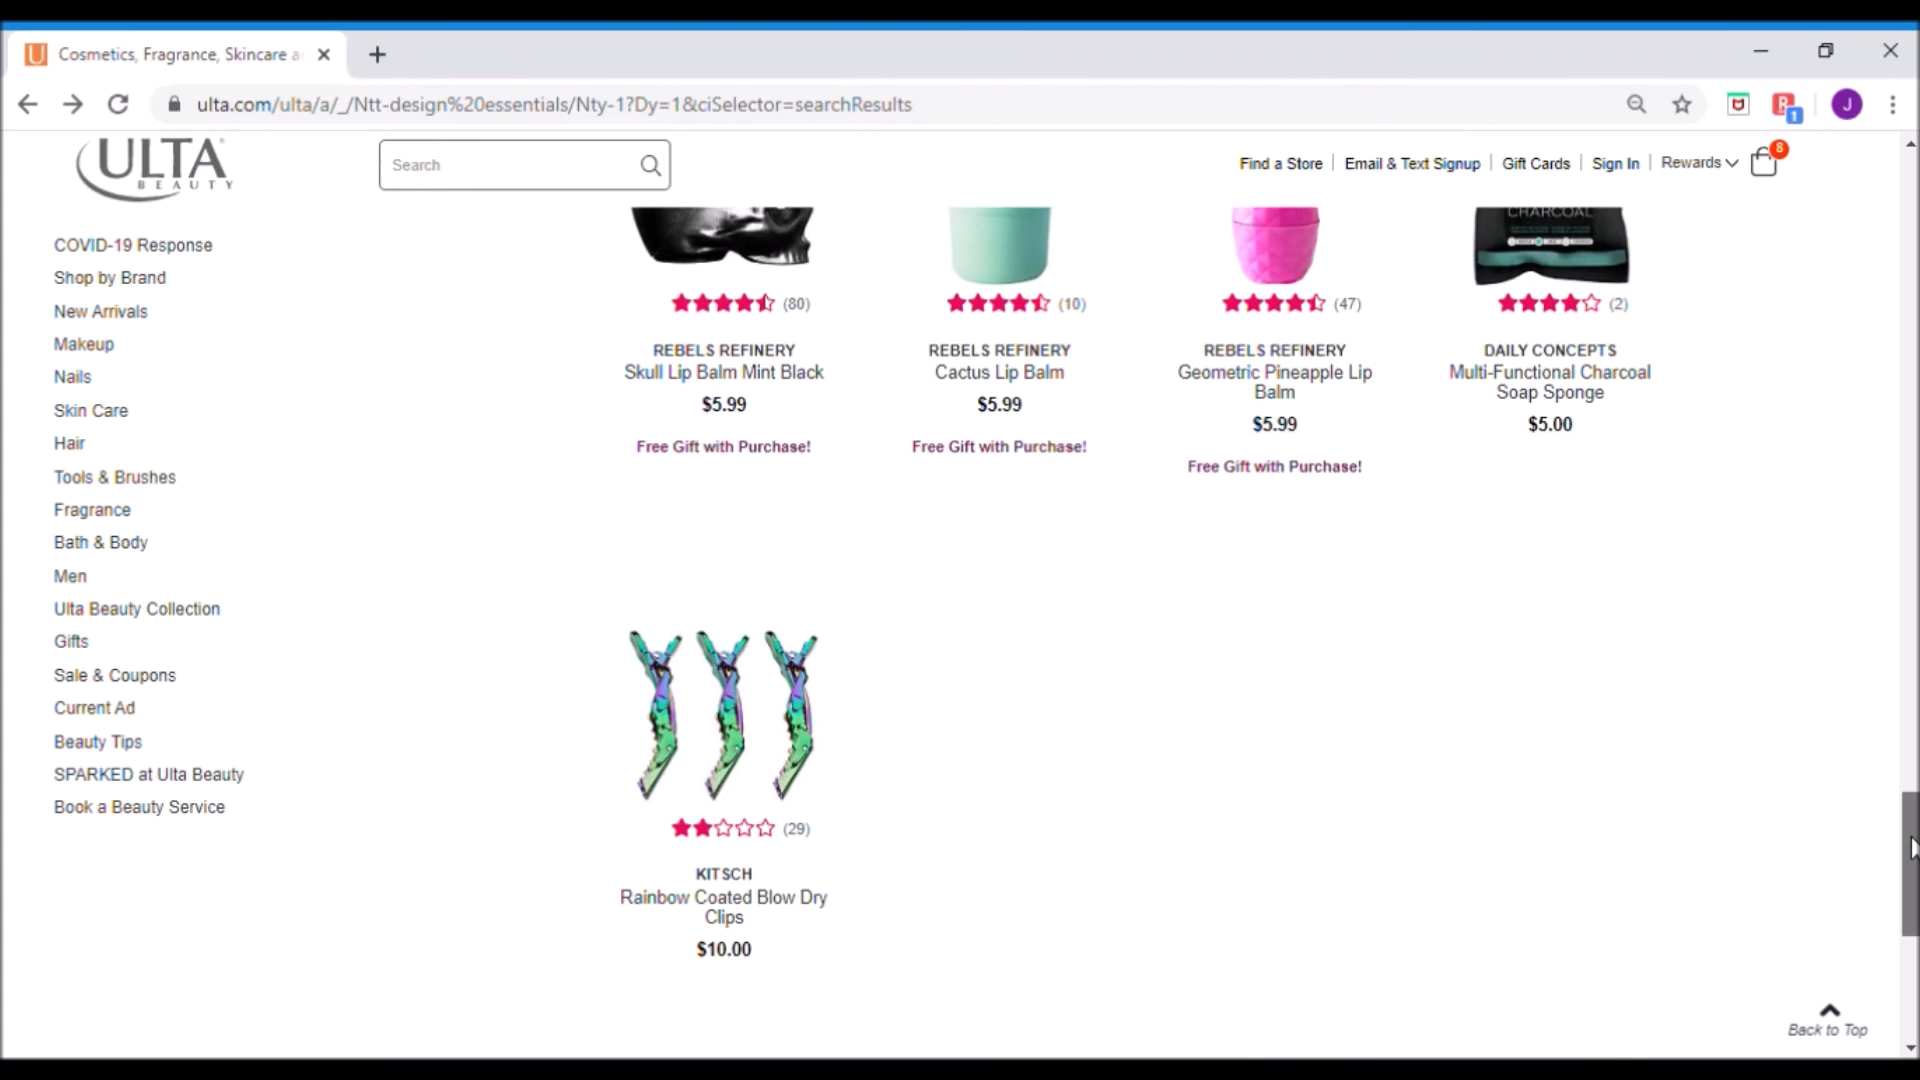 Cosmetics, Fragrance, Skincare a
ulta.com/ulta/a/_/Ntt-design%20essentials/Nty-1?Dy=1&ciSelector=searchResults
1
J
ULTA
BEAUTY
Search
Find a Store
Email & Text Signup
Gift Cards
Sign In
Rewards
8
COVID-19 Response
Shop by Brand
New Arrivals
Makeup
Nails
Skin Care
Hair
Tools & Brushes
Fragrance
Bath & Body
Men
Ulta Beauty Collection
Gifts
Sale & Coupons
Current Ad
Beauty Tips
SPARKED at Ulta Beauty
Book a Beauty Service
(80)
REBELS REFINERY
Skull Lip Balm Mint Black
$5.99
Free Gift with Purchase!
(10)
REBELS REFINERY
Cactus Lip Balm
$5.99
Free Gift with Purchase!
(47)
REBELS REFINERY
Geometric Pineapple Lip
Balm
$5.99
Free Gift with Purchase!
CHARCOAL
(2)
DAILY CONCEPTS
Multi-Functional Charcoal
Soap Sponge
$5.00
(29)
KITSCH
Rainbow Coated Blow Dry
Clips
$10.00
Back to Top